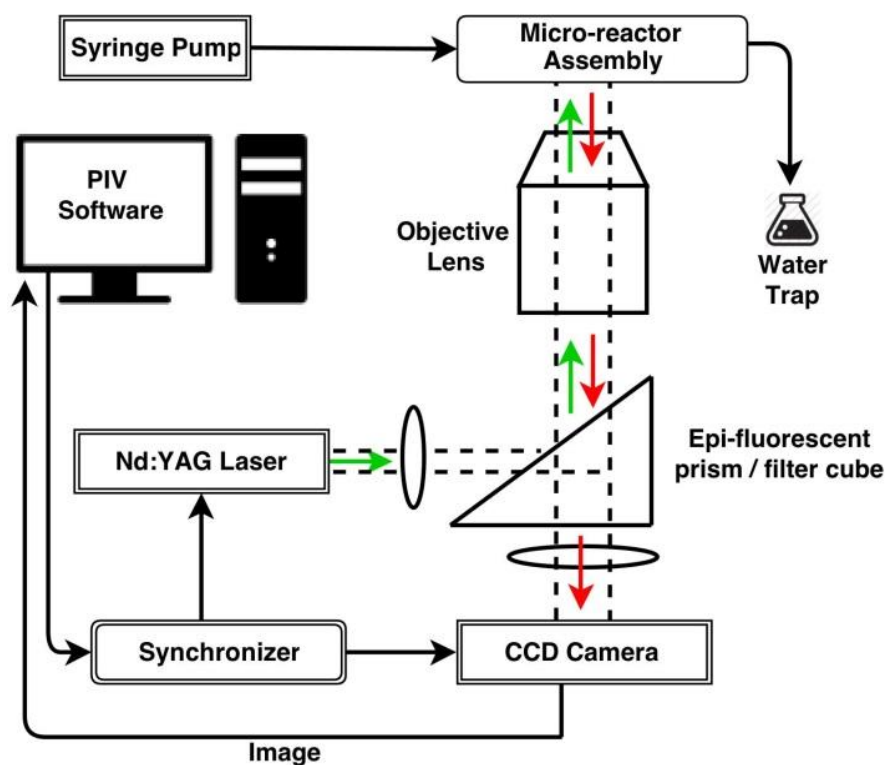 Syringe Pump
Micro-reactor
Assembly
PIV
Software
Objective
Lens
Water
Trap
Nd:YAG Laser
Epi-fluorescent
prism / filter cube
Synchronizer
CCD Camera
Image